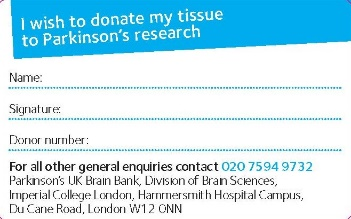 I wish to donate my tissue
to Parkinson's research
Name:
Signature:
Donor number:
For all other general enquiries contact 020 7594 9732
Parkinson's UK Brain Bank, Division of Brain Sciences,
Imperial College London, Hammersmith Hospital Campus,
Du Cane Road, London W12 0NN